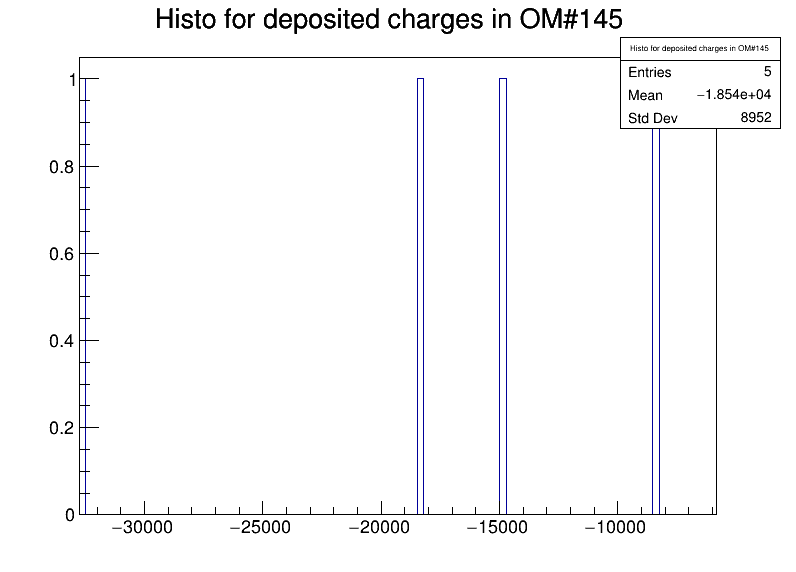 Histo for deposited charges in OM#145
Histo for deposited charges in OM#145
Entries 5
Mean −1.854e+04
Std Dev 8952
1
0.8
0.6
0.4
0.2
0
−30000 −25000 −20000 −15000 −10000